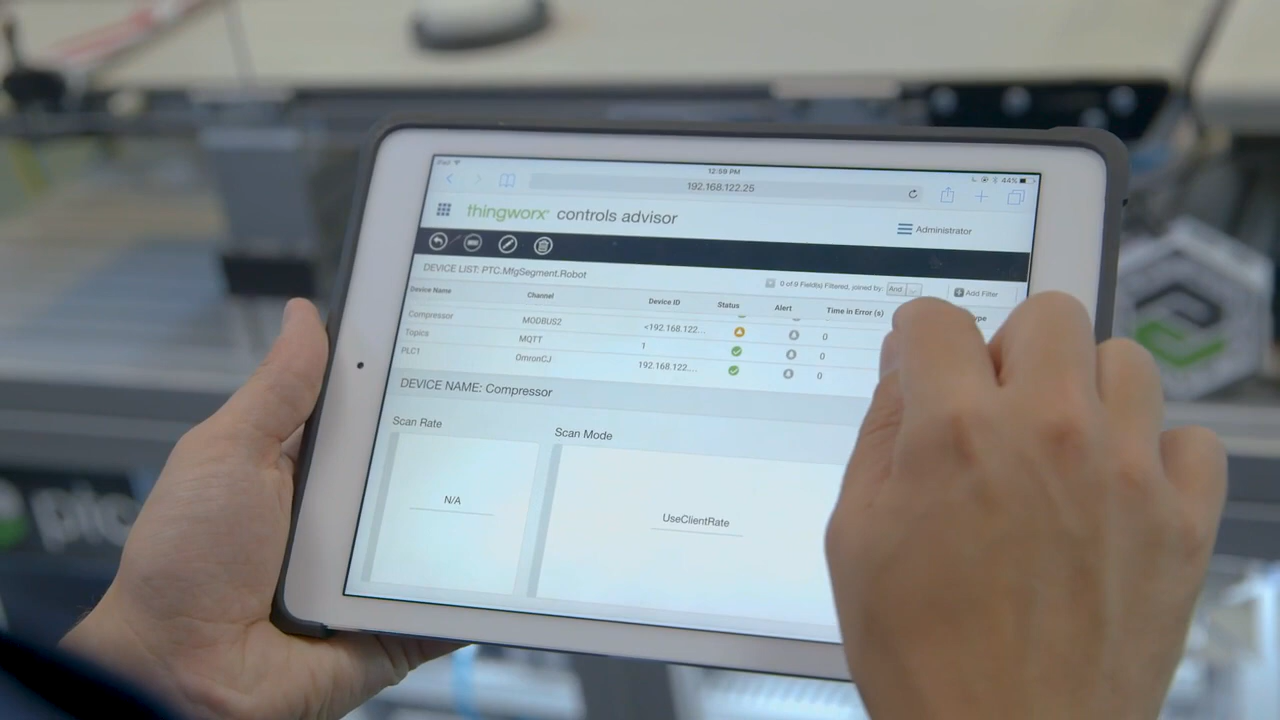 iPad
12:59 PM
44%
192.168.122.25
thingworx controls advisor
Administrator
DEVICE LIST: PTC.MfgSegment.Robot
0 of 9 Field(s) Filtered, joined by: And
Add Filter
Device Name Channel Device ID Status Alert Time in Error (s) ype
Compressor MODBUS2 <192.168.122... 0
Topics MQTT 1 0
PLC1 OmronCJ 192.168.122.... 0
DEVICE NAME: Compressor
Scan Rate
Scan Mode
N/A
UseClientRate
ptc